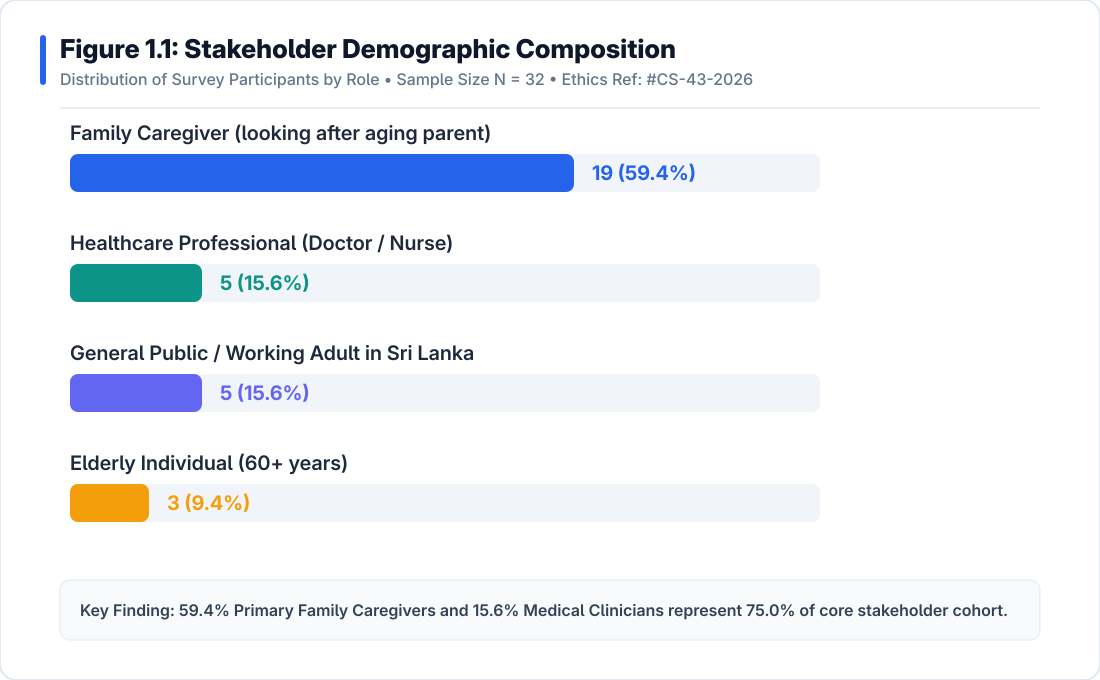 Figure 1.1: Stakeholder Demographic Composition
Distribution of Survey Participants by Role • Sample Size N = 32 • Ethics Ref: #CS-43-2026
Family Caregiver (looking after aging parent)
19 (59.4%)
Healthcare Professional (Doctor / Nurse)
5 (15.6%)
General Public / Working Adult in Sri Lanka
5 (15.6%)
Elderly Individual (60+ years)
3 (9.4%)
Key Finding: 59.4% Primary Family Caregivers and 15.6% Medical Clinicians represent 75.0% of core stakeholder cohort.